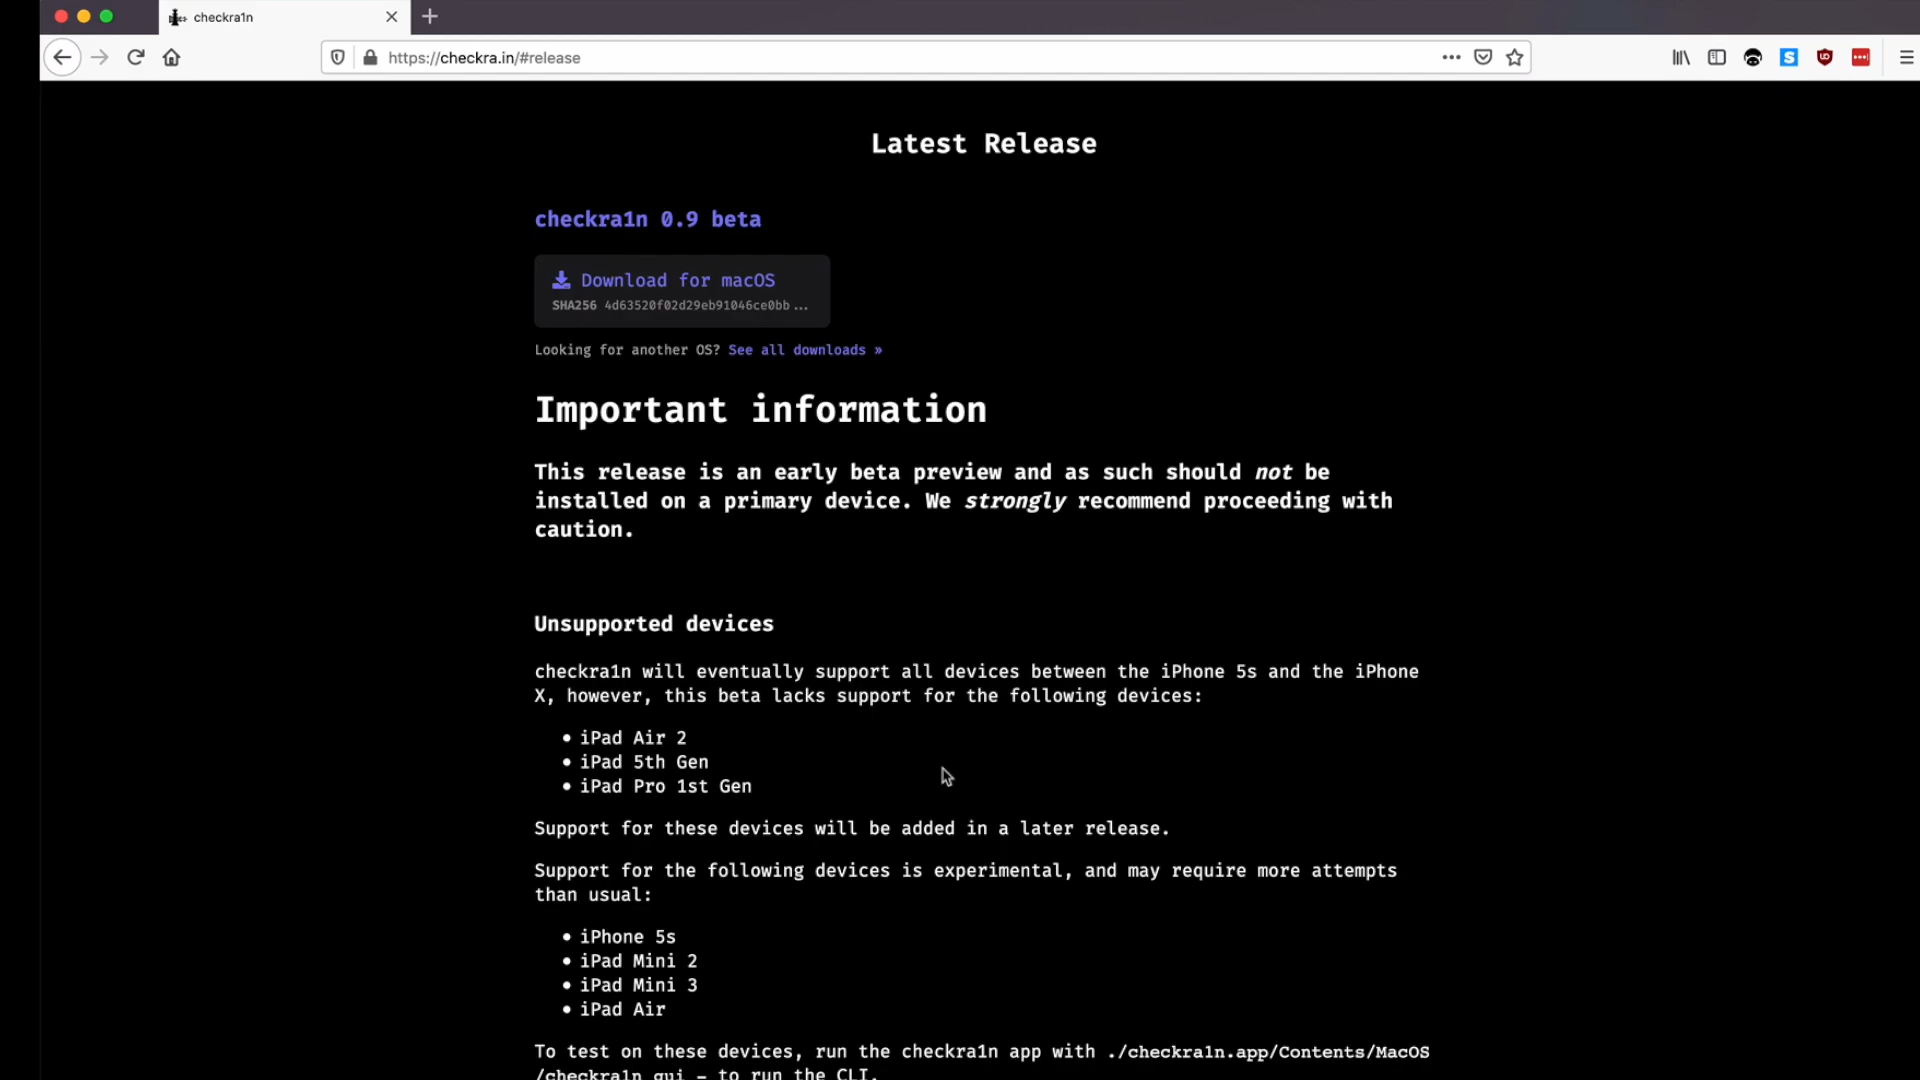 checkra1n
https://checkra.in/#release
Latest Release
checkra1n 0.9 beta
Download for macOS
SHA256 4d63520f02d29eb91046ce0bb...
Looking for another OS? See all downloads »
Important information
This release is an early beta preview and as such should not be
installed on a primary device. We strongly recommend proceeding with
caution.
Unsupported devices
checkra1n will eventually support all devices between the iPhone 5s and the iPhone
X, however, this beta lacks support for the following devices:
• iPad Air 2
• iPad 5th Gen
• iPad Pro 1st Gen
Support for these devices will be added in a later release.
Support for the following devices is experimental, and may require more attempts
than usual:
• iPhone 5s
• iPad Mini 2
• iPad Mini 3
• iPad Air
To test on these devices, run the checkra1n app with ./checkra1n.app/Contents/MacOS
/checkra1n_gui - to run the CLI.